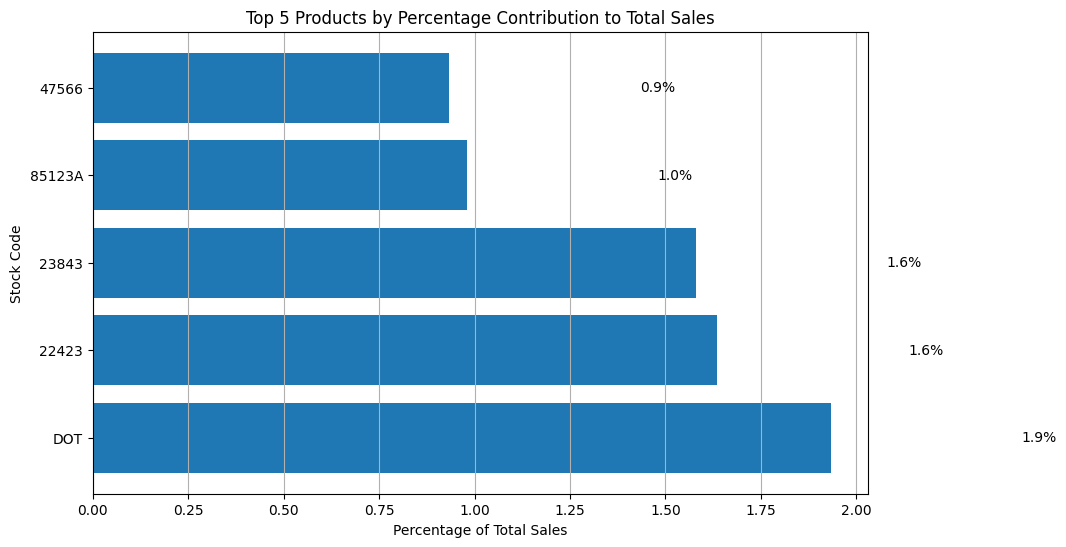 Top 5 Products by Percentage Contribution to Total Sales
Stock Code
47566
0.9%
85123A
1.0%
23843
1.6%
22423
1.6%
DOT
1.9%
0.00 0.25 0.50 0.75 1.00 1.25 1.50 1.75 2.00
Percentage of Total Sales